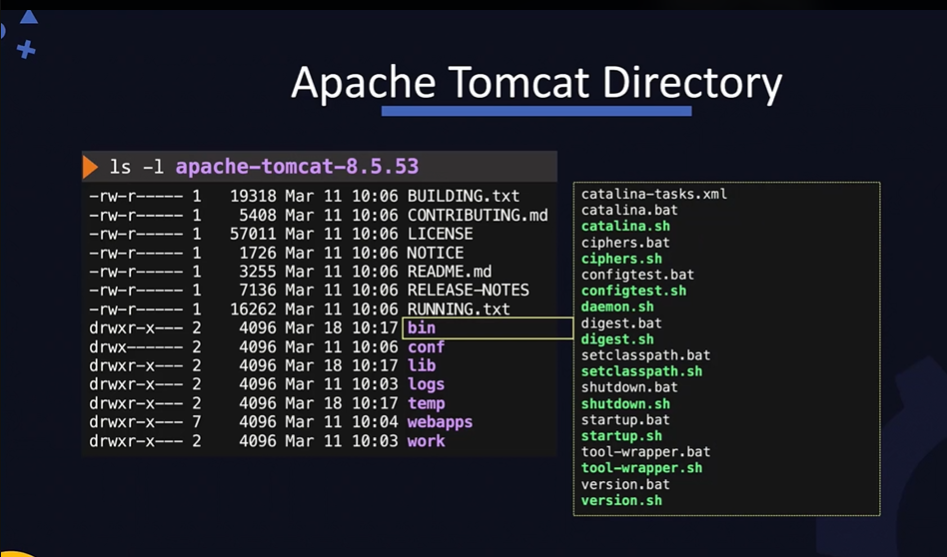 Apache Tomcat Directory
ls -l apache-tomcat-8.5.53
-rw-r----- 1 19318 Mar 11 10:06 BUILDING.txt
-rw-r----- 1 5408 Mar 11 10:06 CONTRIBUTING.md
-rw-r----- 1 57011 Mar 11 10:06 LICENSE
-rw-r----- 1 1726 Mar 11 10:06 NOTICE
-rw-r----- 1 3255 Mar 11 10:06 README.md
-rw-r----- 1 7136 Mar 11 10:06 RELEASE-NOTES
-rw-r----- 1 16262 Mar 11 10:06 RUNNING.txt
drwxr-x--- 2 4096 Mar 18 10:17 bin
drwx------ 2 4096 Mar 11 10:06 conf
drwxr-x--- 2 4096 Mar 18 10:17 lib
drwxr-x--- 2 4096 Mar 11 10:03 logs
drwxr-x--- 2 4096 Mar 18 10:17 temp
drwxr-x--- 7 4096 Mar 11 10:04 webapps
drwxr-x--- 2 4096 Mar 11 10:03 work
catalina-tasks.xml
catalina.bat
catalina.sh
ciphers.bat
ciphers.sh
configtest.bat
configtest.sh
daemon.sh
digest.bat
digest.sh
setclasspath.bat
setclasspath.sh
shutdown.bat
shutdown.sh
startup.bat
startup.sh
tool-wrapper.bat
tool-wrapper.sh
version.bat
version.sh